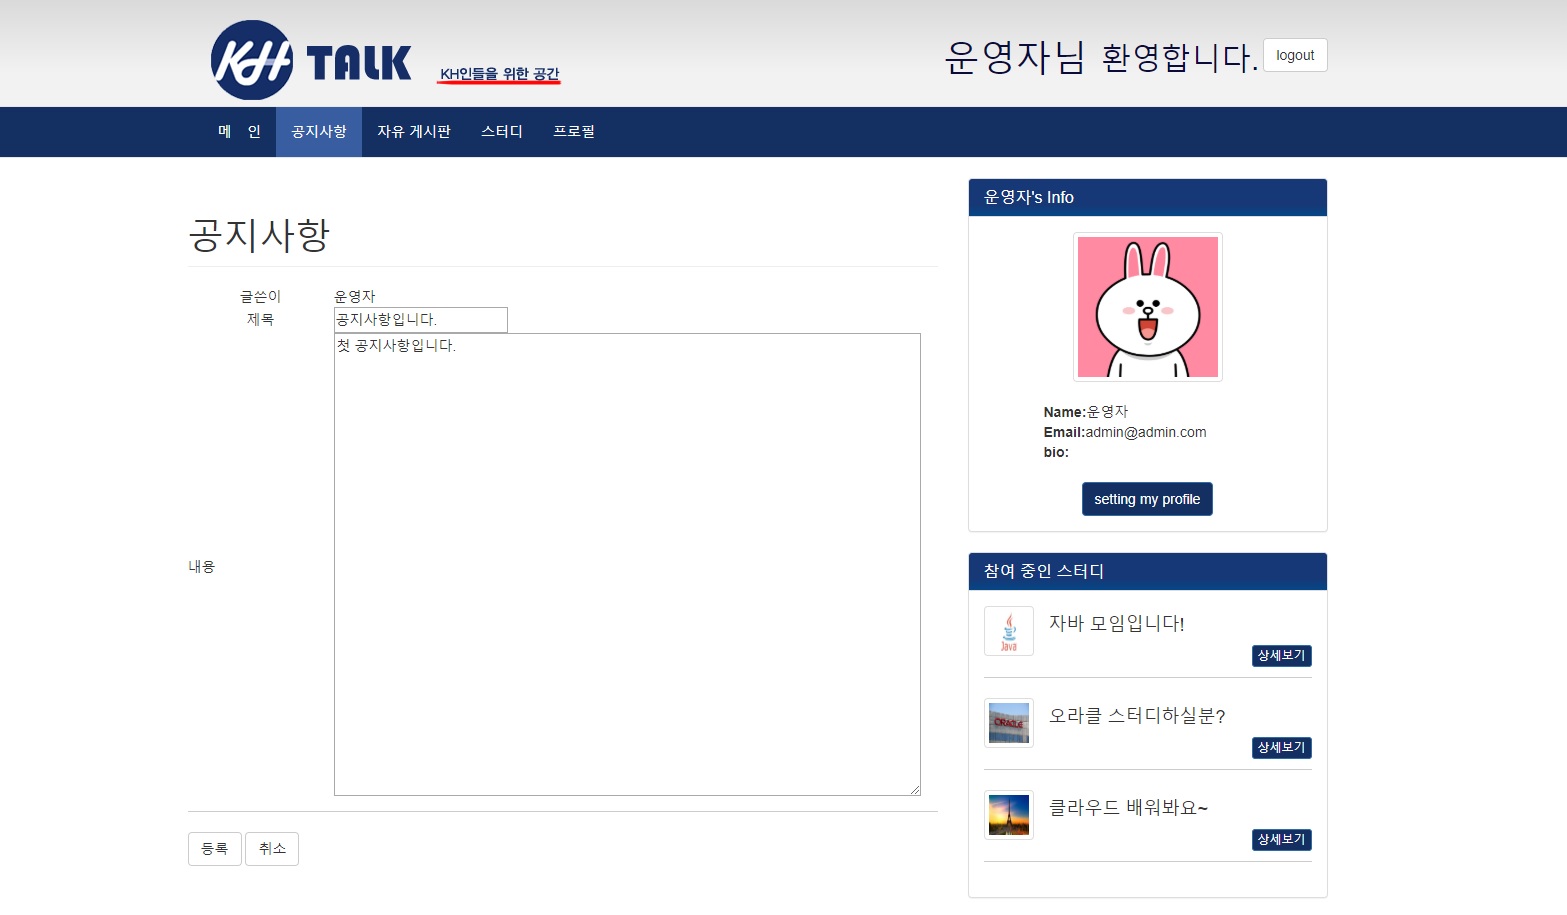 KH TALK KH인들을 위한 공간
운영자님 환영합니다. logout
메 인 공지사항 자유 게시판 스터디 프로필
공지사항
글쓴이 운영자
제목 공지사항입니다.
내용 첫 공지사항입니다.
등록 취소
운영자's Info
Name:운영자
Email:admin@admin.com
bio:
setting my profile
참여 중인 스터디
Java
자바 모임입니다!
상세보기
ORACLE
오라클 스터디하실분?
상세보기
클라우드 배워봐요~
상세보기